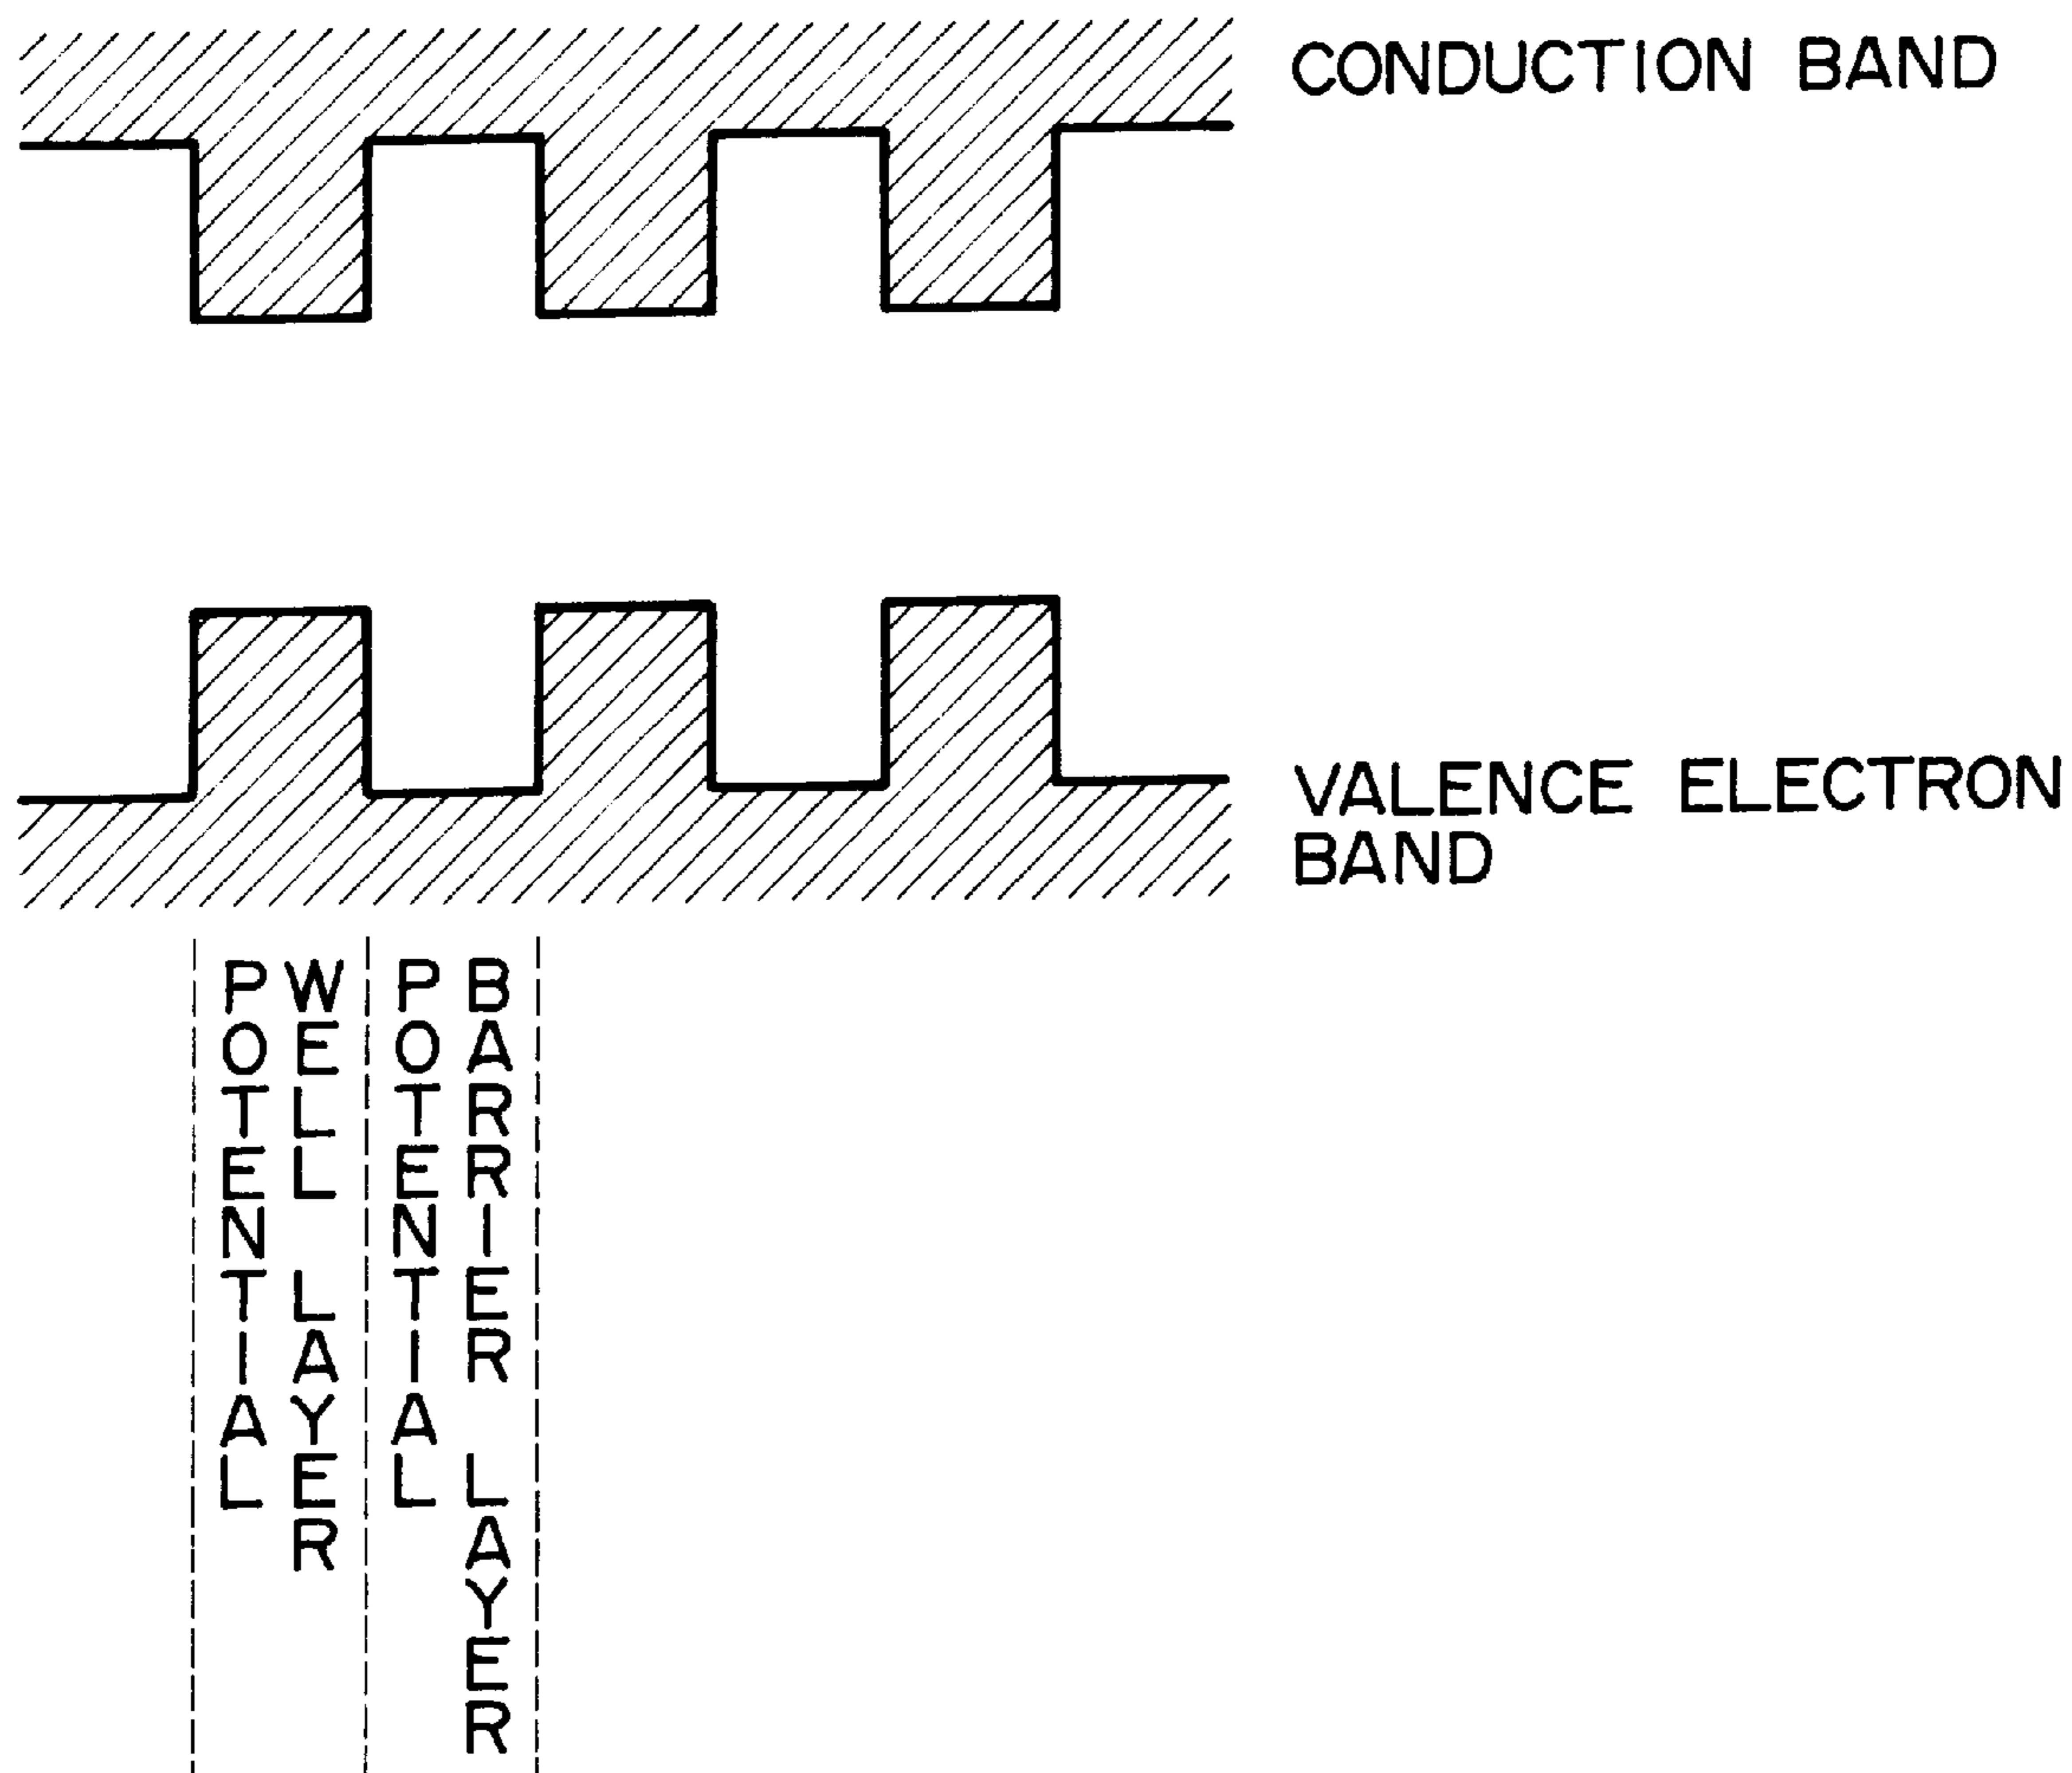 CONDUCTION BAND
VALENCE ELECTRON
BAND
POTENTIAL
WELL LAYER
POTENTIAL
BARRIER LAYER